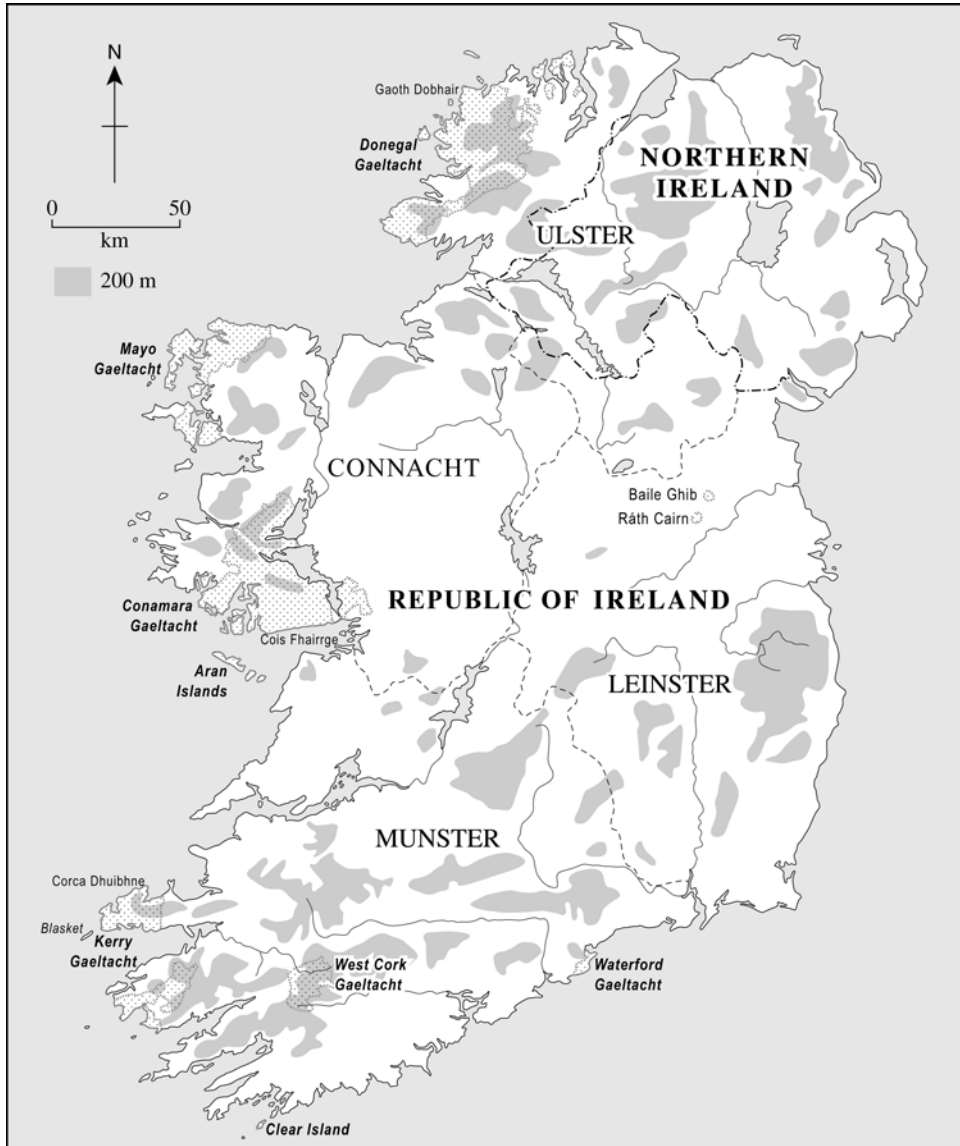 N
Gaoth Dobhair
Donegal
Gaeltacht
NORTHERN
IRELAND
0 50
km
ULSTER
200 m
Mayo
Gaeltacht
CONNACHT
Baile Ghib
Ráth Cairn
REPUBLIC OF IRELAND
Conamara
Gaeltacht
Cois Fhairrge
Aran
Islands
LEINSTER
MUNSTER
Corca Dhuibhne
Blasket
Kerry
Gaeltacht
West Cork
Gaeltacht
Waterford
Gaeltacht
Clear Island